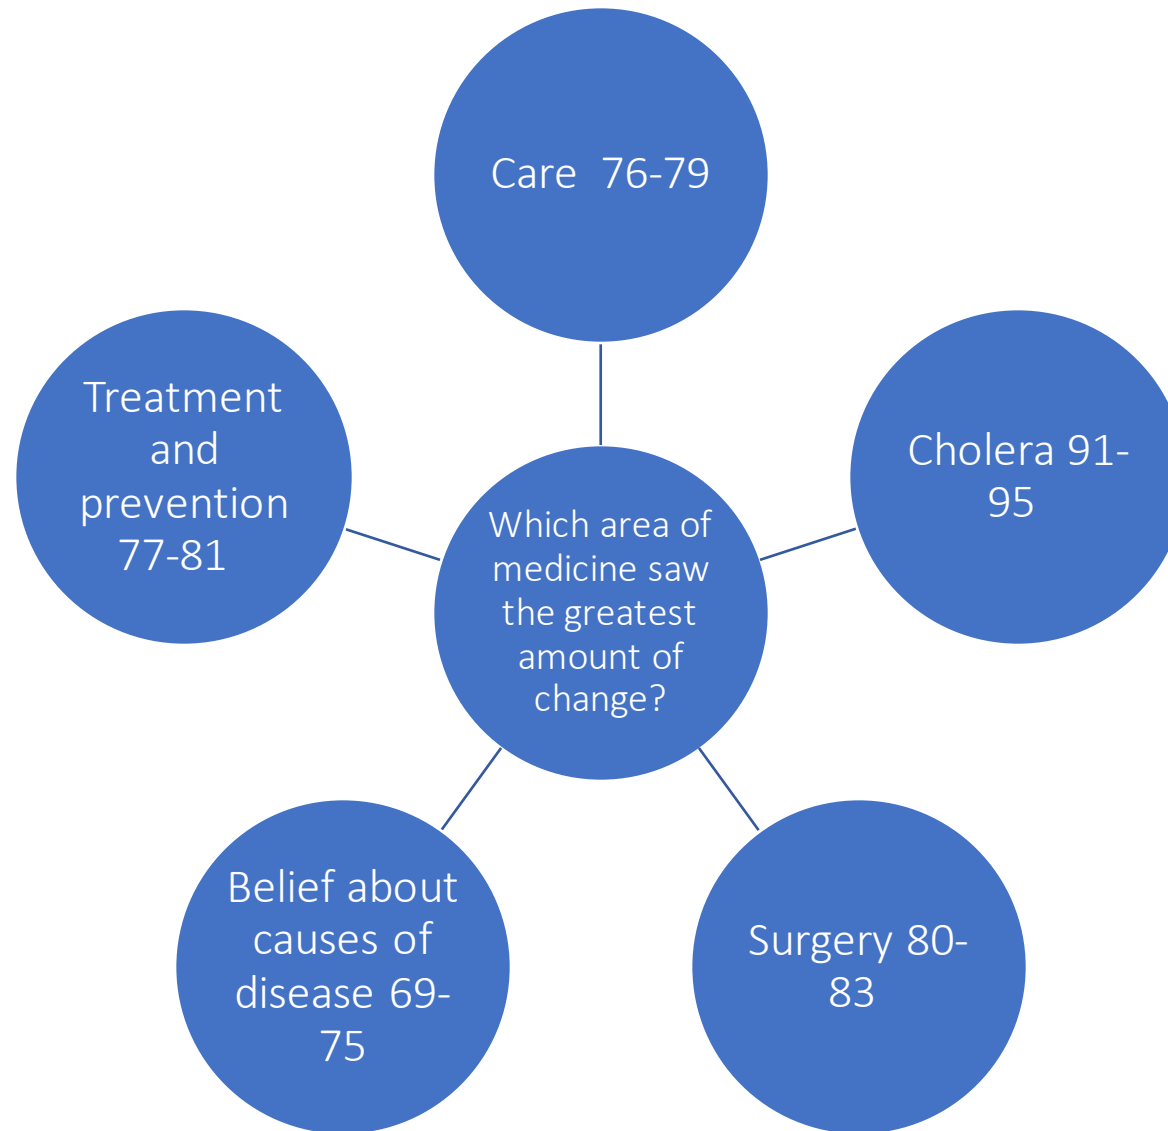 Care  76-79
Treatment
and
prevention
77-81
Cholera 91-
95
Which area of
medicine saw
the greatest
amount of
change?
Belief about
causes of
disease 69-
75
Surgery 80-
83